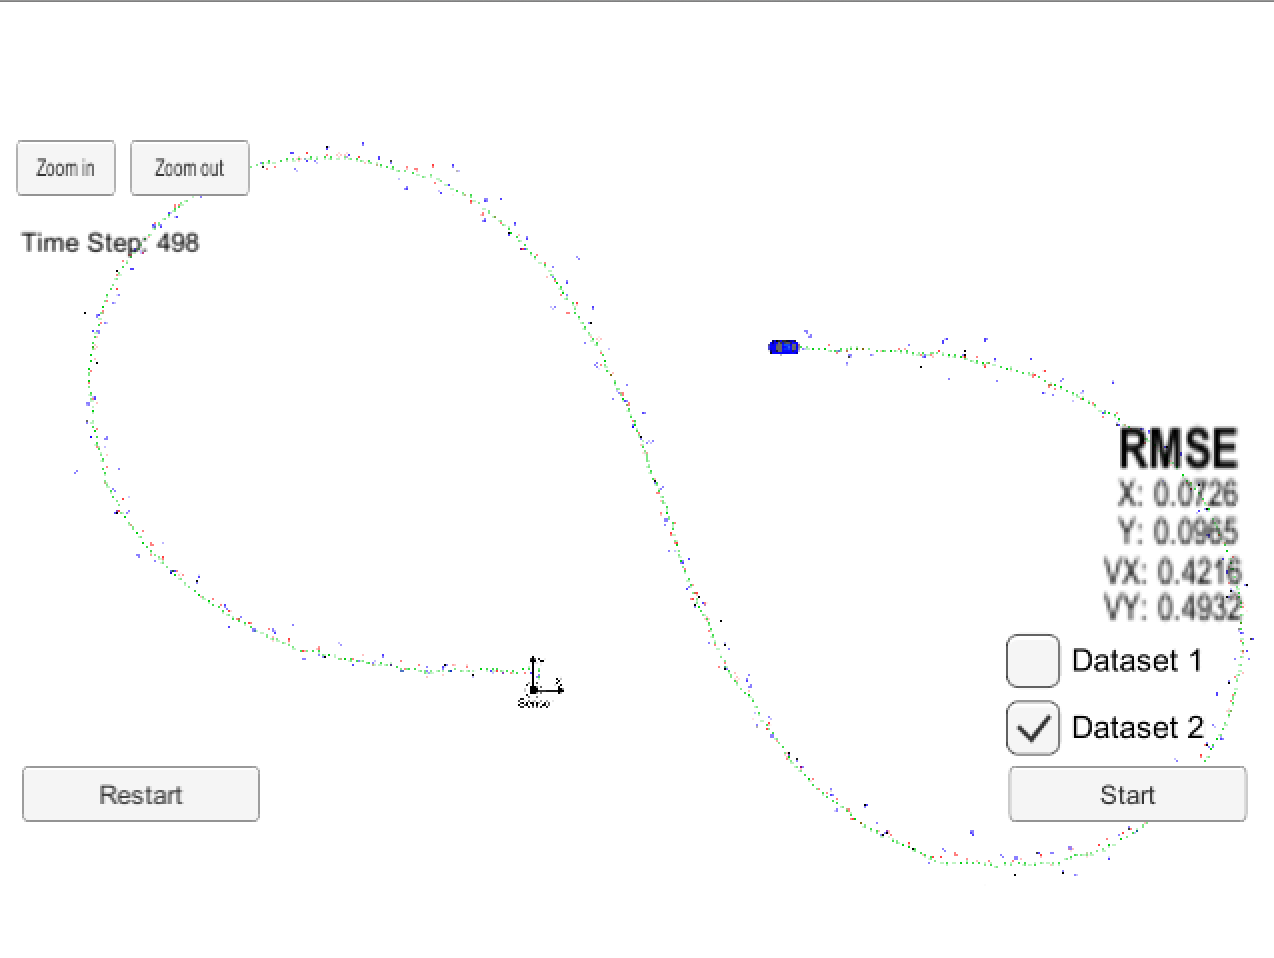 Zoom in
Zoom out
Time Step: 498
RMSE
X: 0.0726
Y: 0.0965
VX: 0.4216
VY: 0.4932
Dataset 1
Dataset 2
Restart
Start